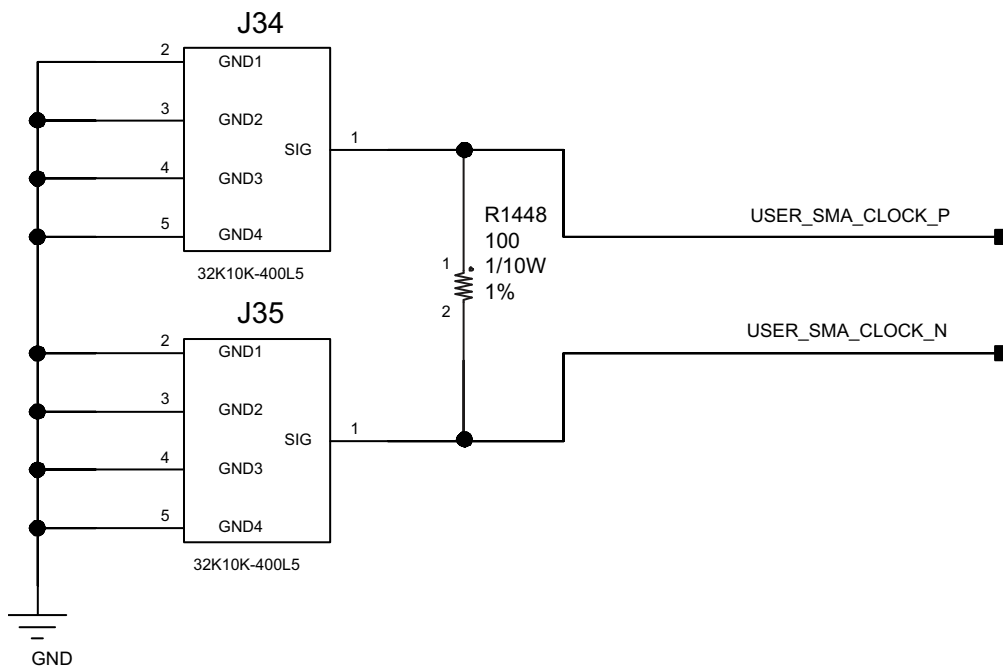 J34
2 GND1
3 GND2
SIG 1
4 GND3
5 GND4
32K10K-400L5
R1448
100
1/10W
1%
1
2
USER_SMA_CLOCK_P
J35
2 GND1
3 GND2
SIG 1
4 GND3
5 GND4
32K10K-400L5
USER_SMA_CLOCK_N
GND